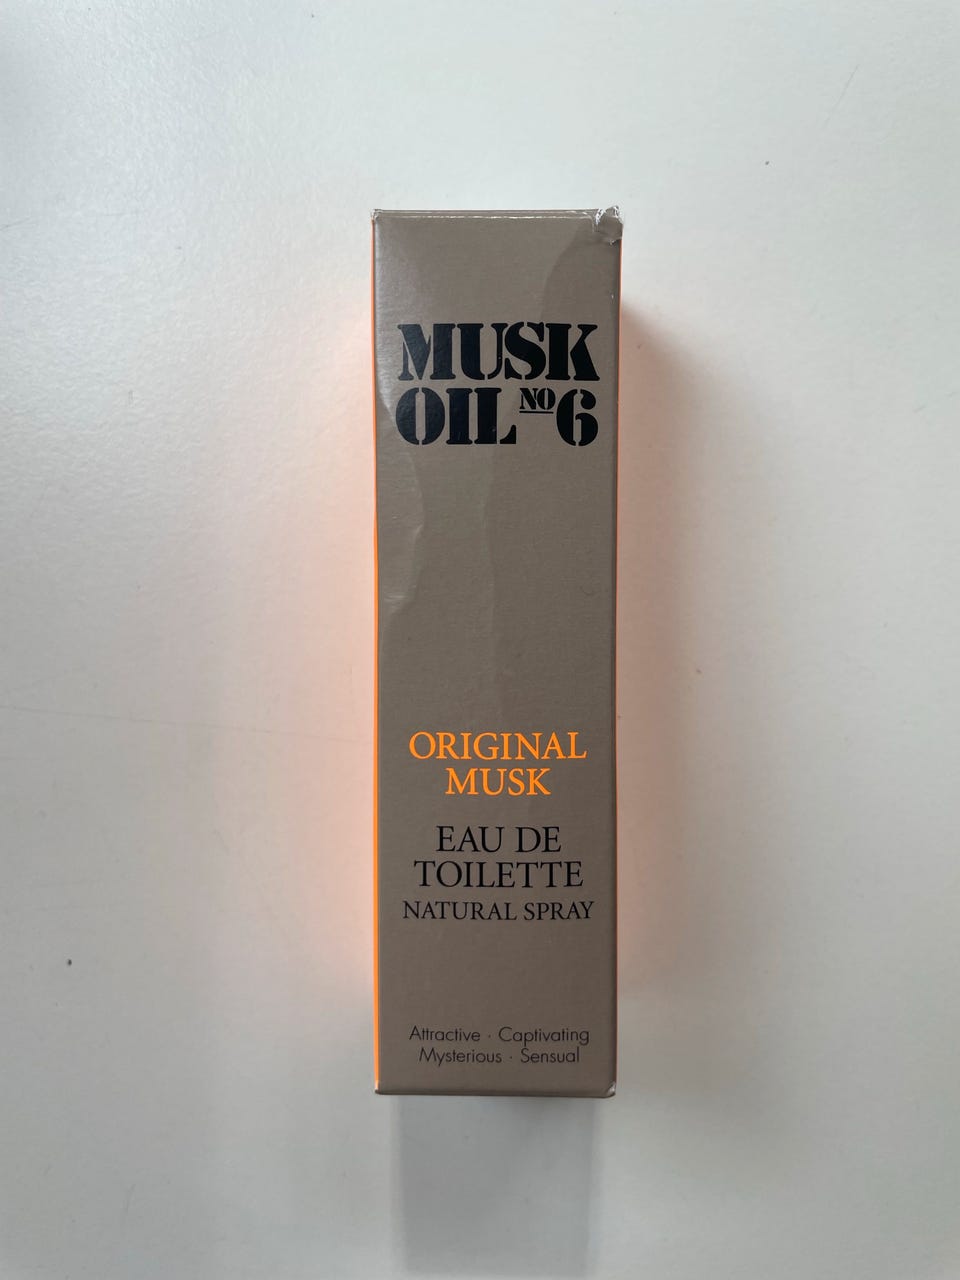 MUSK
OIL NO 6
ORIGINAL
MUSK
EAU DE
TOILETTE
NATURAL SPRAY
Attractive · Captivating
Mysterious · Sensual